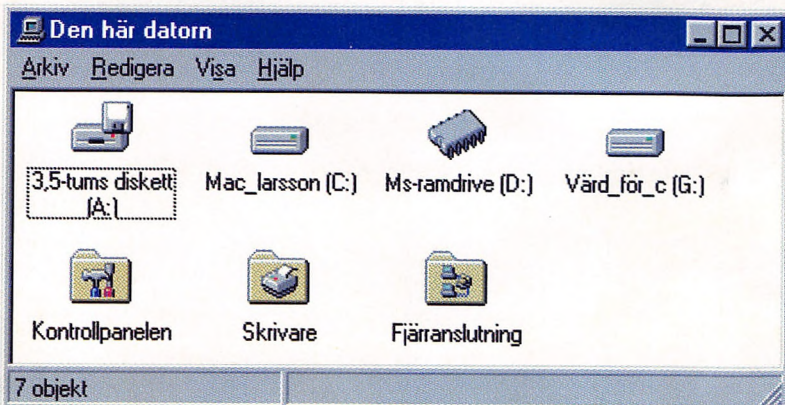 Den här datorn
Arkiv Redigera Visa Hjälp
3,5-tums diskett
(A:)
Mac_larsson (C:)
Ms-ramdrive (D:)
Värd_för_c (G:)
Kontrollpanelen
Skrivare
Fjärranslutning
7 objekt